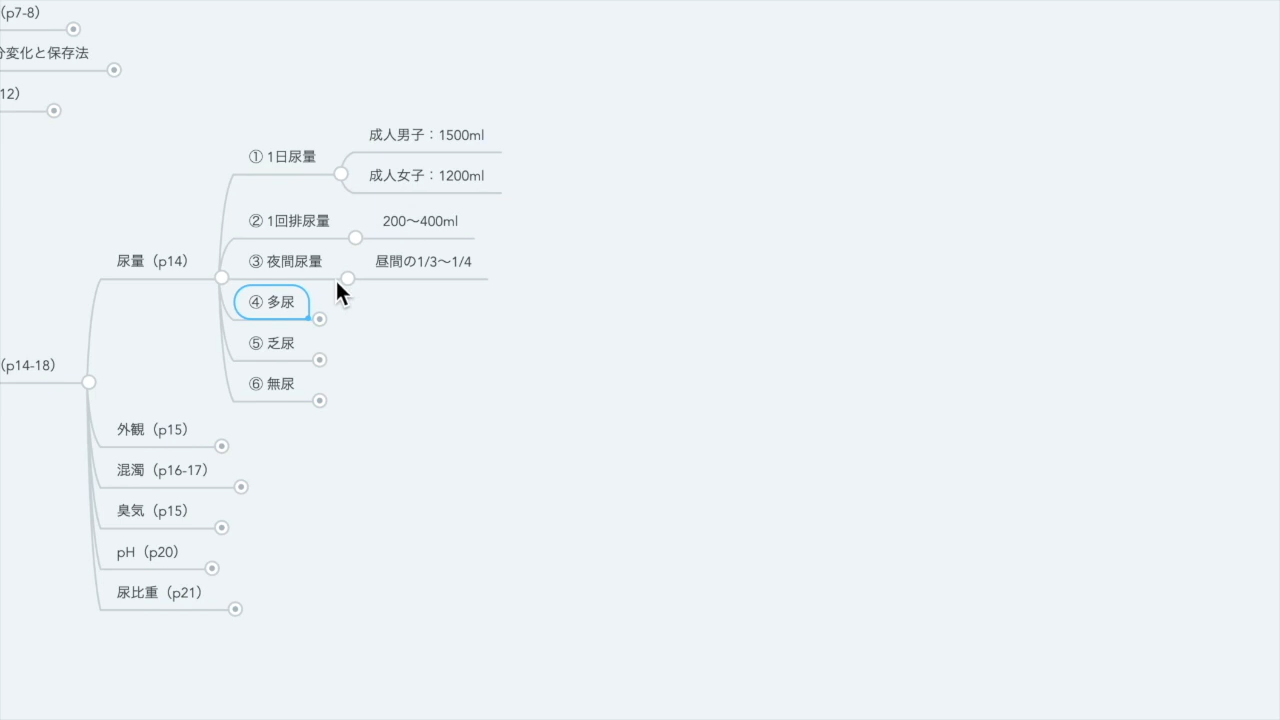 (p7-8)
分変化と保存法
12)
成人男子：1500ml
① 1日尿量
成人女子：1200ml
② 1回排尿量
200〜400ml
尿量（p14）
③ 夜間尿量
昼間の1/3〜1/4
④ 多尿
⑤ 乏尿
(p14-18)
⑥ 無尿
外観（p15）
混濁（p16-17）
臭気（p15）
pH（p20）
尿比重（p21）